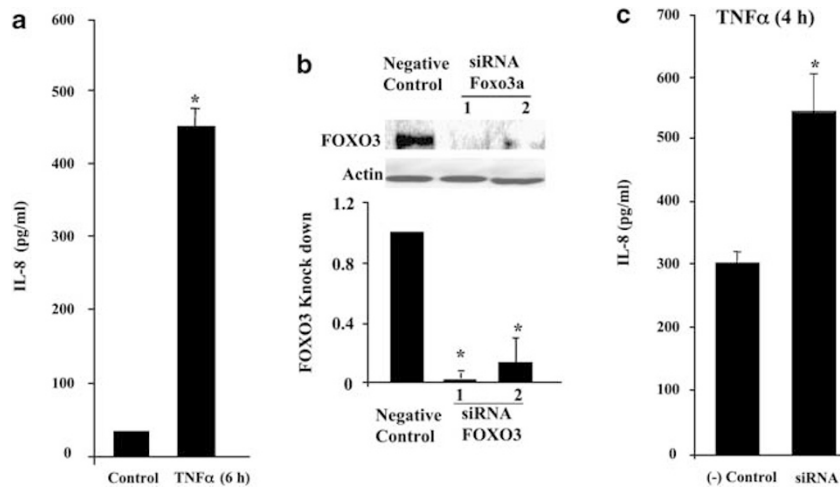 a
600
500
400
300
200
100
0
IL-8 (pg/ml)
*
Control TNFα (6 h)
b
Negative Control
siRNA
Foxo3a
1 2
FOXO3
Actin
1.2
0.8
0.4
0
FOXO3 Knock down
* *
1 2
Negative Control
siRNA
FOXO3
c
TNFα (4 h)
700
600
500
400
300
200
100
0
IL-8 (pg/ml)
*
(-) Control siRNA